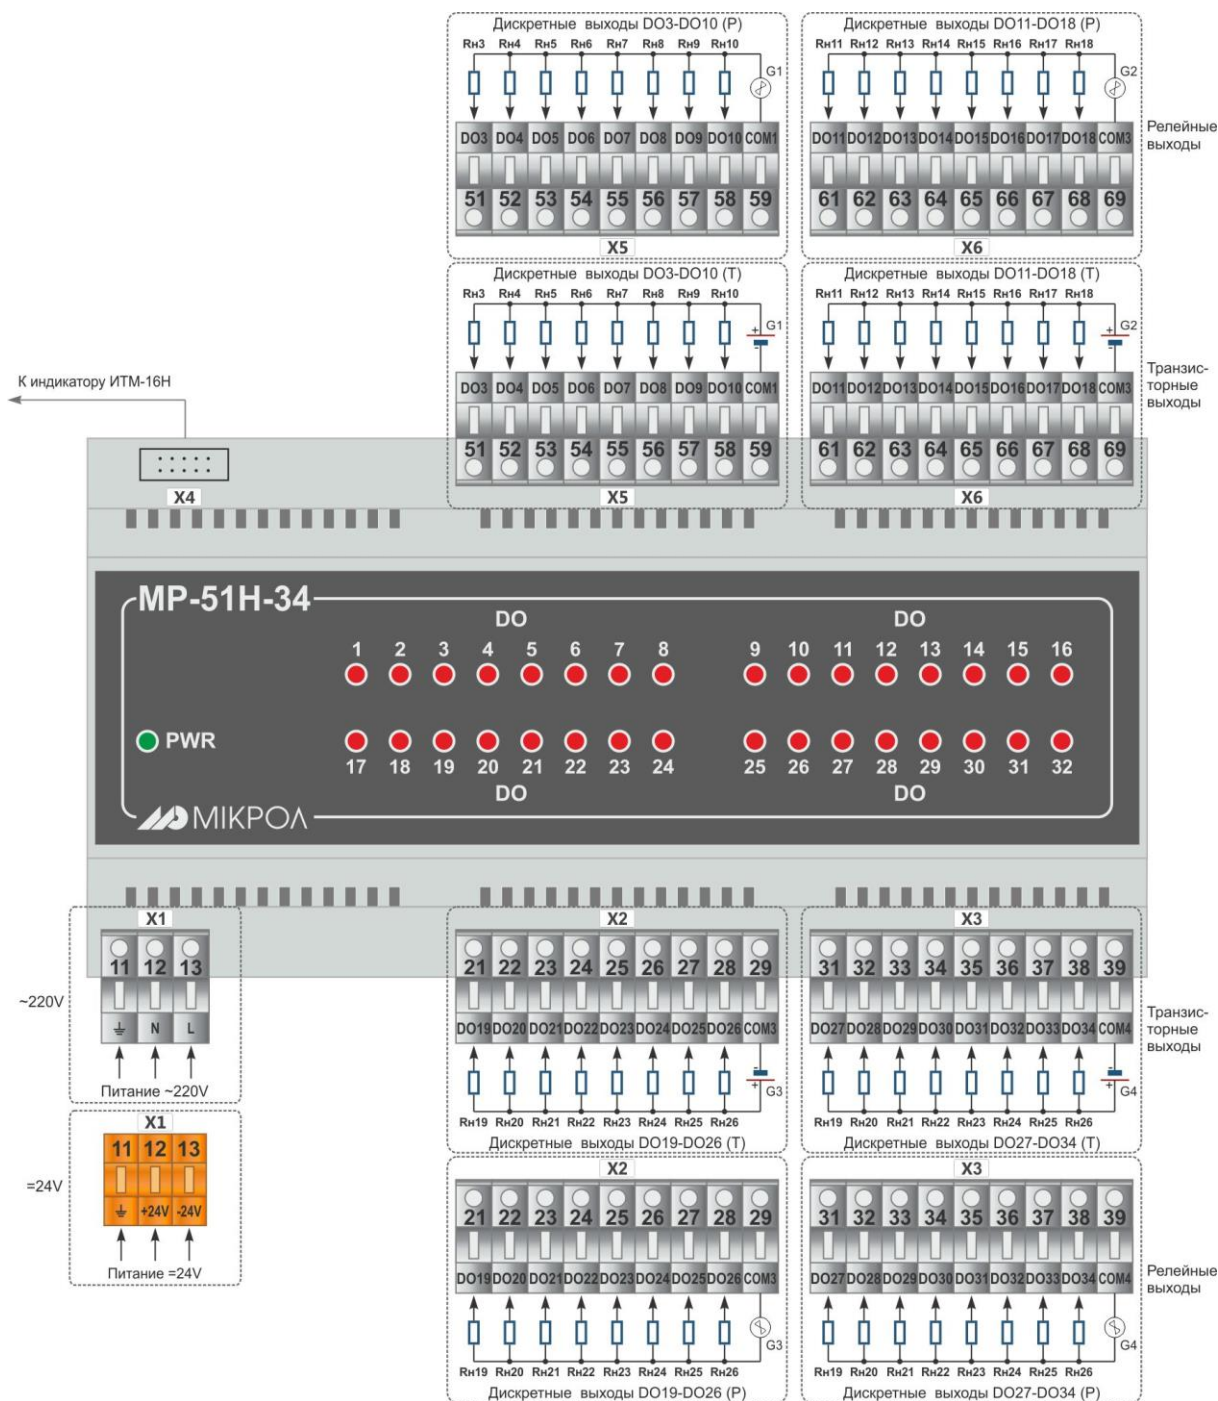 Дискретные выходы DO3-DO10 (Р)
Rн3 Rн4 Rн5 Rн6 Rн7 Rн8 Rн9 Rн10
G1
DO3 DO4 DO5 DO6 DO7 DO8 DO9 DO10 COM1
51 52 53 54 55 56 57 58 59
X5
Дискретные выходы DO11-DO18 (Р)
Rн11 Rн12 Rн13 Rн14 Rн15 Rн16 Rн17 Rн18
G2
DO11 DO12 DO13 DO14 DO15 DO16 DO17 DO18 COM3
61 62 63 64 65 66 67 68 69
X6
Релейные
выходы
Дискретные выходы DO3-DO10 (Т)
Rн3 Rн4 Rн5 Rн6 Rн7 Rн8 Rн9 Rн10
+ G1
-
DO3 DO4 DO5 DO6 DO7 DO8 DO9 DO10 COM1
51 52 53 54 55 56 57 58 59
X5
Дискретные выходы DO11-DO18 (Т)
Rн11 Rн12 Rн13 Rн14 Rн15 Rн16 Rн17 Rн18
+ G2
-
DO11 DO12 DO13 DO14 DO15 DO16 DO17 DO18 COM3
61 62 63 64 65 66 67 68 69
X6
Транзис-
торные
выходы
К индикатору ИТМ-16Н
X4
МР-51Н-34
DO DO
1 2 3 4 5 6 7 8 9 10 11 12 13 14 15 16
PWR
17 18 19 20 21 22 23 24 25 26 27 28 29 30 31 32
DO DO
МІКРОЛ
X1
11 12 13
~220V
N L
Питание ~220V
X1
11 12 13
=24V
+24V -24V
Питание =24V
X2
21 22 23 24 25 26 27 28 29
DO19 DO20 DO21 DO22 DO23 DO24 DO25 DO26 COM3
-
+ G3
Rн19 Rн20 Rн21 Rн22 Rн23 Rн24 Rн25 Rн26
Дискретные выходы DO19-DO26 (Т)
X3
31 32 33 34 35 36 37 38 39
DO27 DO28 DO29 DO30 DO31 DO32 DO33 DO34 COM4
-
+ G4
Rн19 Rн20 Rн21 Rн22 Rн23 Rн24 Rн25 Rн26
Дискретные выходы DO27-DO34 (Т)
Транзис-
торные
выходы
X2
21 22 23 24 25 26 27 28 29
DO19 DO20 DO21 DO22 DO23 DO24 DO25 DO26 COM3
G3
Rн19 Rн20 Rн21 Rн22 Rн23 Rн24 Rн25 Rн26
Дискретные выходы DO19-DO26 (Р)
X3
31 32 33 34 35 36 37 38 39
DO27 DO28 DO29 DO30 DO31 DO32 DO33 DO34 COM4
G4
Rн19 Rн20 Rн21 Rн22 Rн23 Rн24 Rн25 Rн26
Дискретные выходы DO27-DO34 (Р)
Релейные
выходы